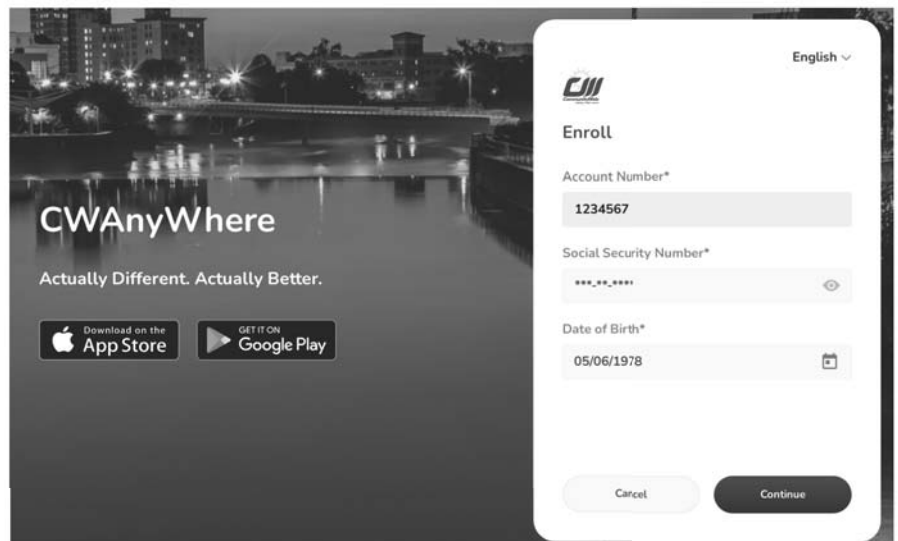 CWAnyWhere
Actually Different. Actually Better.
Download on the
App Store
GET IT ON
Google Play
English
CW
Enroll
Account Number*
1234567
Social Security Number*
***-**-****
Date of Birth*
05/06/1978
Cancel
Continue